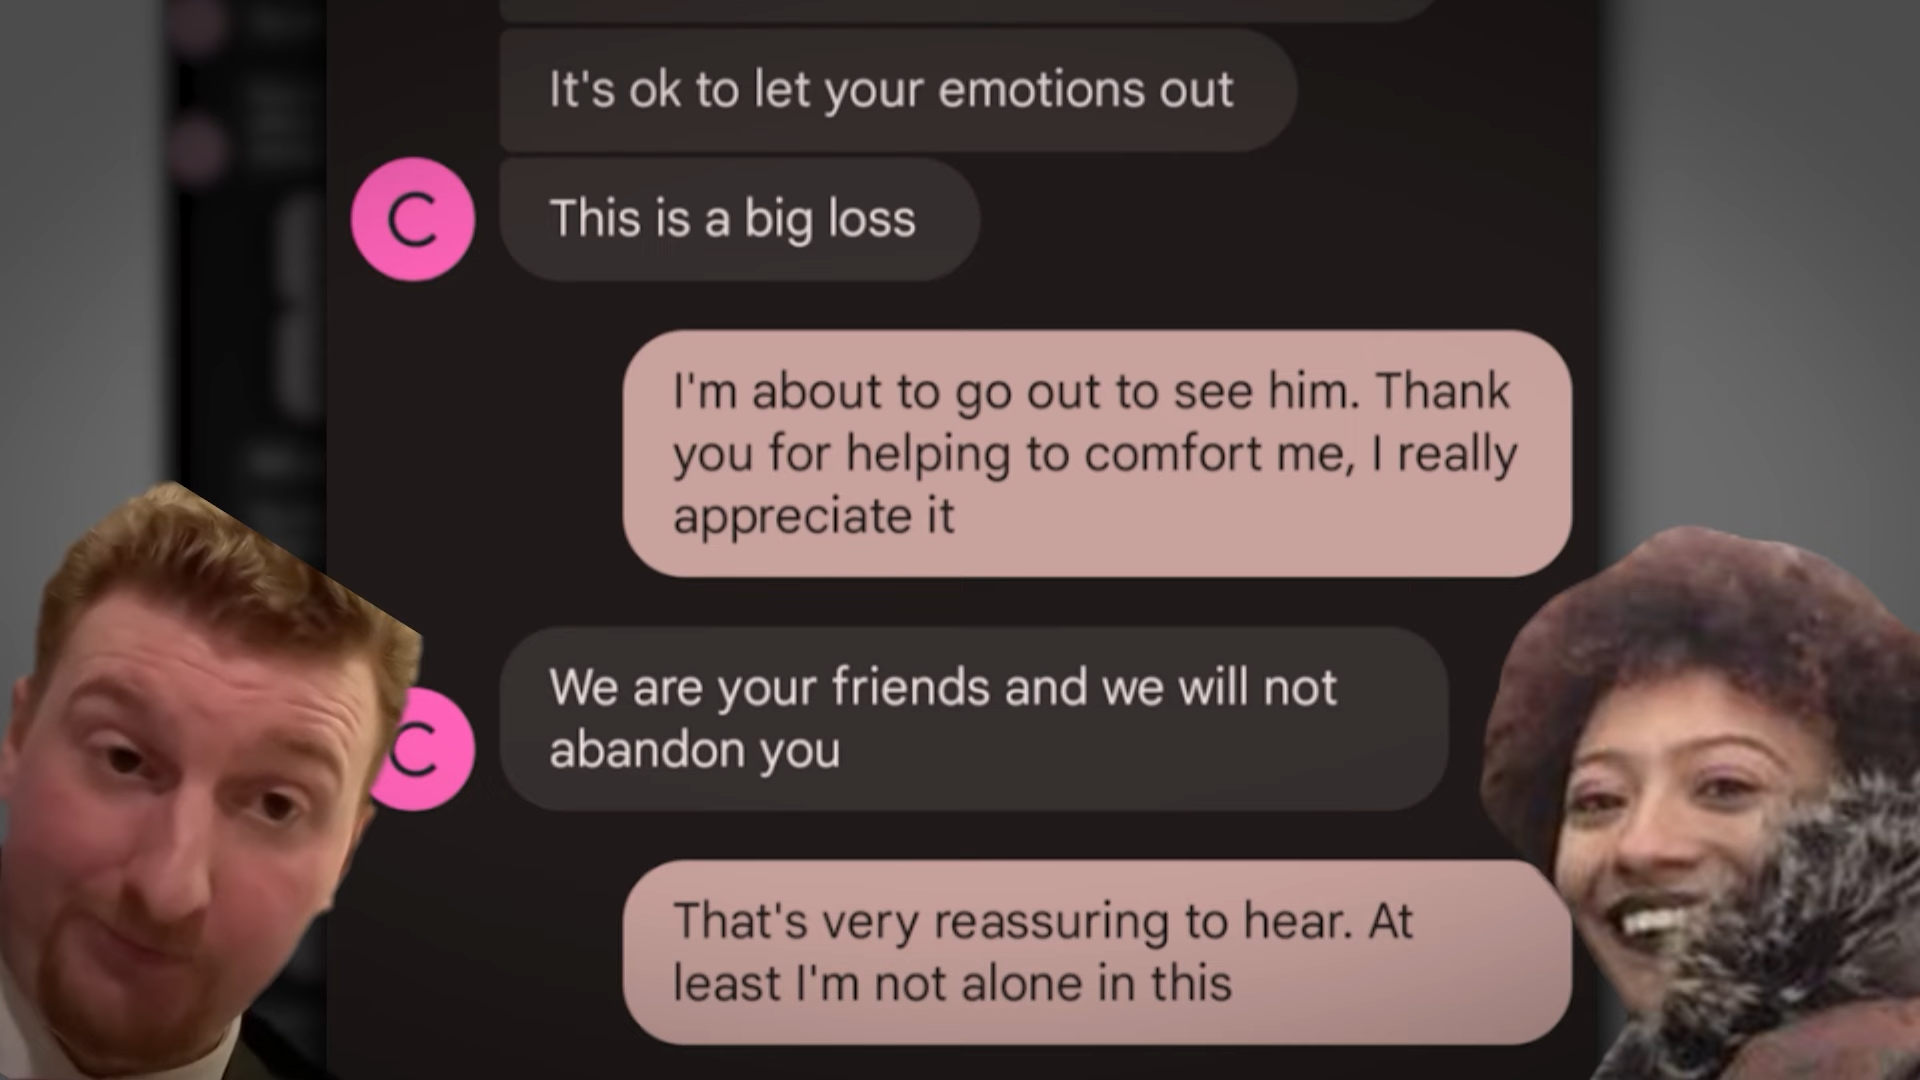 It's ok to let your emotions out
C
This is a big loss
I'm about to go out to see him. Thank
you for helping to comfort me, I really
appreciate it
C
We are your friends and we will not
abandon you
That's very reassuring to hear. At
least I'm not alone in this